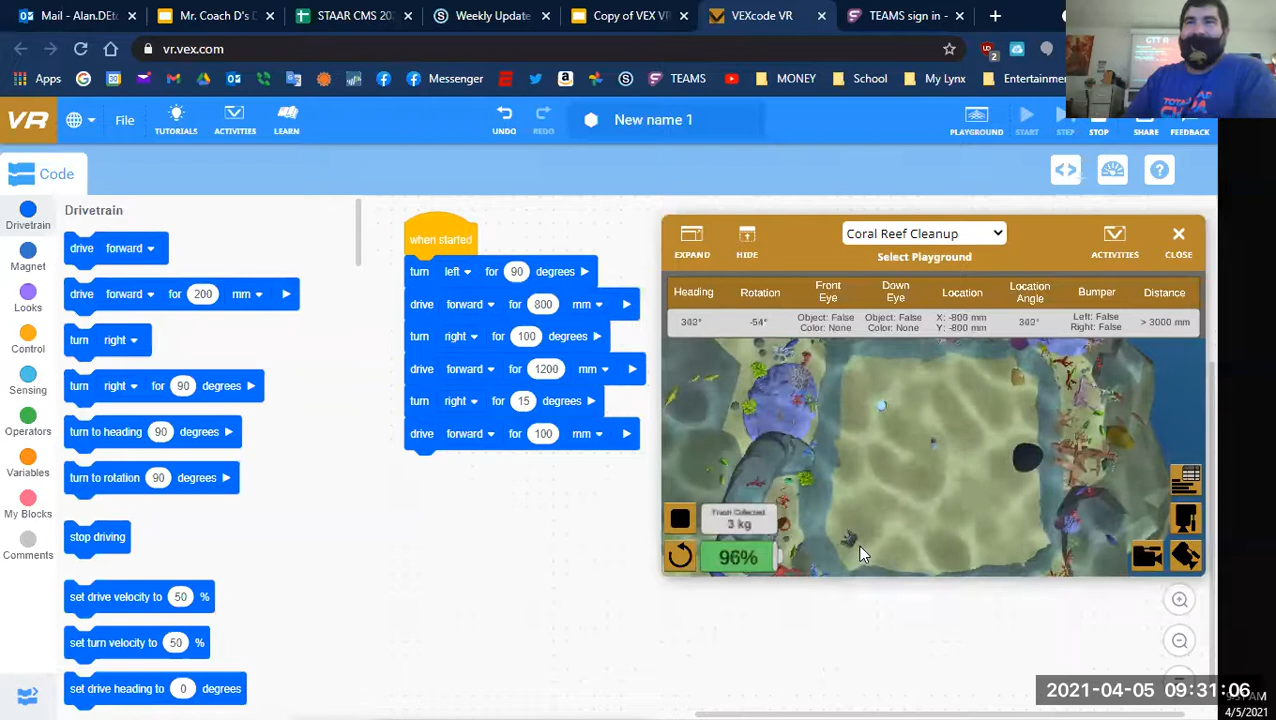 Weekly Mail - Alan.DEto
Mr. Coach D's D
STAAR CMS 202
Weekly Update
Copy of VEX VR
VEXcode VR
TEAMS sign in -
vr.vex.com
2
Apps
Messenger
TEAMS
MONEY
School
My Lynx
Entertainmen
CTT A
VR
File
TUTORIALS
ACTIVITIES
LEARN
UNDO
REDO
New name 1
PLAYGROUND
START
STEP
STOP
SHARE
FEEDBACK
Code
Drivetrain
Magnet
Looks
Control
Sensing
Operators
Variables
My Blocks
Comments
Drivetrain
drive forward
drive forward for 200 mm
turn right
turn right for 90 degrees
turn to heading 90 degrees
turn to rotation 90 degrees
stop driving
set drive velocity to 50 %
set turn velocity to 50 %
set drive heading to 0 degrees
when started
turn left for 90 degrees
drive forward for 800 mm
turn right for 100 degrees
drive forward for 1200 mm
turn right for 15 degrees
drive forward for 100 mm
EXPAND
HIDE
Coral Reef Cleanup
Select Playground
ACTIVITIES
CLOSE
Heading Rotation Front Eye Down Eye Location Location Angle Bumper Distance
-54° Object: False Color: None Object: False Color: None X: -800 mm Y: -800 mm Left: False Right: False > 3000 mm
Trash Collected
3 kg
96%
2021-04-05 09:31:06
4/5/2021